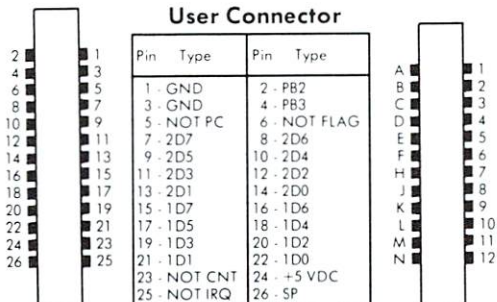 User Connector
Pin Type Pin Type
1 - GND 2 - PB2
3 - GND 4 - PB3
5 - NOT PC 6 - NOT FLAG
7 - 2D7 8 - 2D6
9 - 2D5 10 - 2D4
11 - 2D3 12 - 2D2
13 - 2D1 14 - 2D0
15 - 1D7 16 - 1D6
17 - 1D5 18 - 1D4
19 - 1D3 20 - 1D2
21 - 1D1 22 - 1D0
23 - NOT CNT 24 - +5 VDC
25 - NOT IRQ 26 - SP
2 1
4 3
6 5
8 7
10 9
12 11
14 13
16 15
18 17
20 19
22 21
24 23
26 25
A 1
B 2
C 3
D 4
E 5
F 6
H 7
J 8
K 9
L 10
M 11
N 12